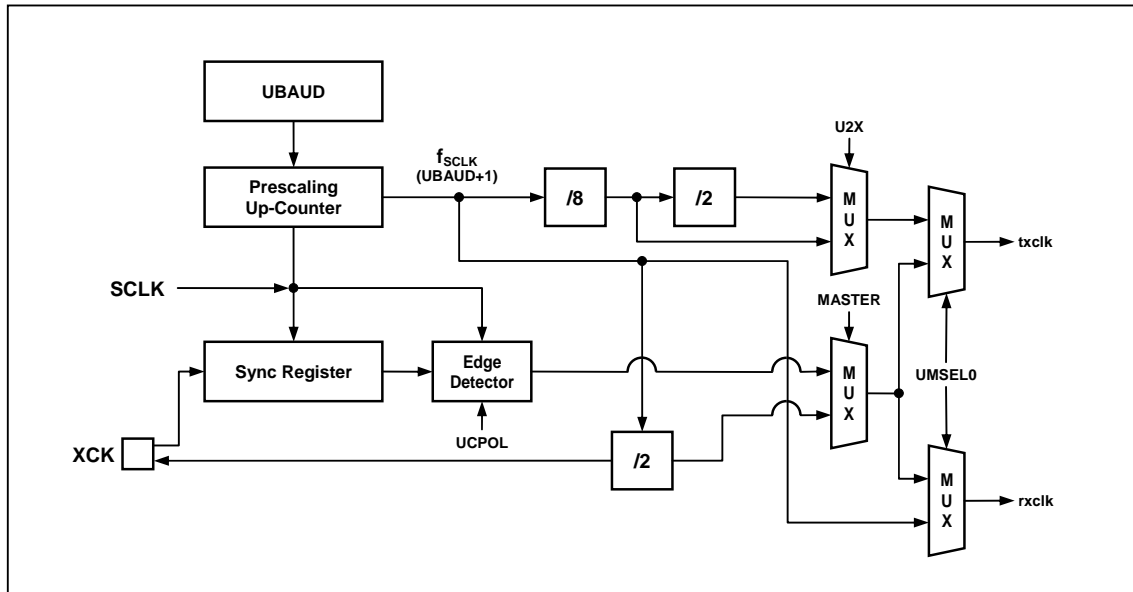 UBAUD
U2X
f_SCLK
(UBAUD+1)
Prescaling
Up-Counter
/8
/2
M
U
X
M
U
X
txclk
SCLK
MASTER
Sync Register
Edge
Detector
M
U
X
UMSEL0
UCPOL
XCK
/2
M
U
X
rxclk